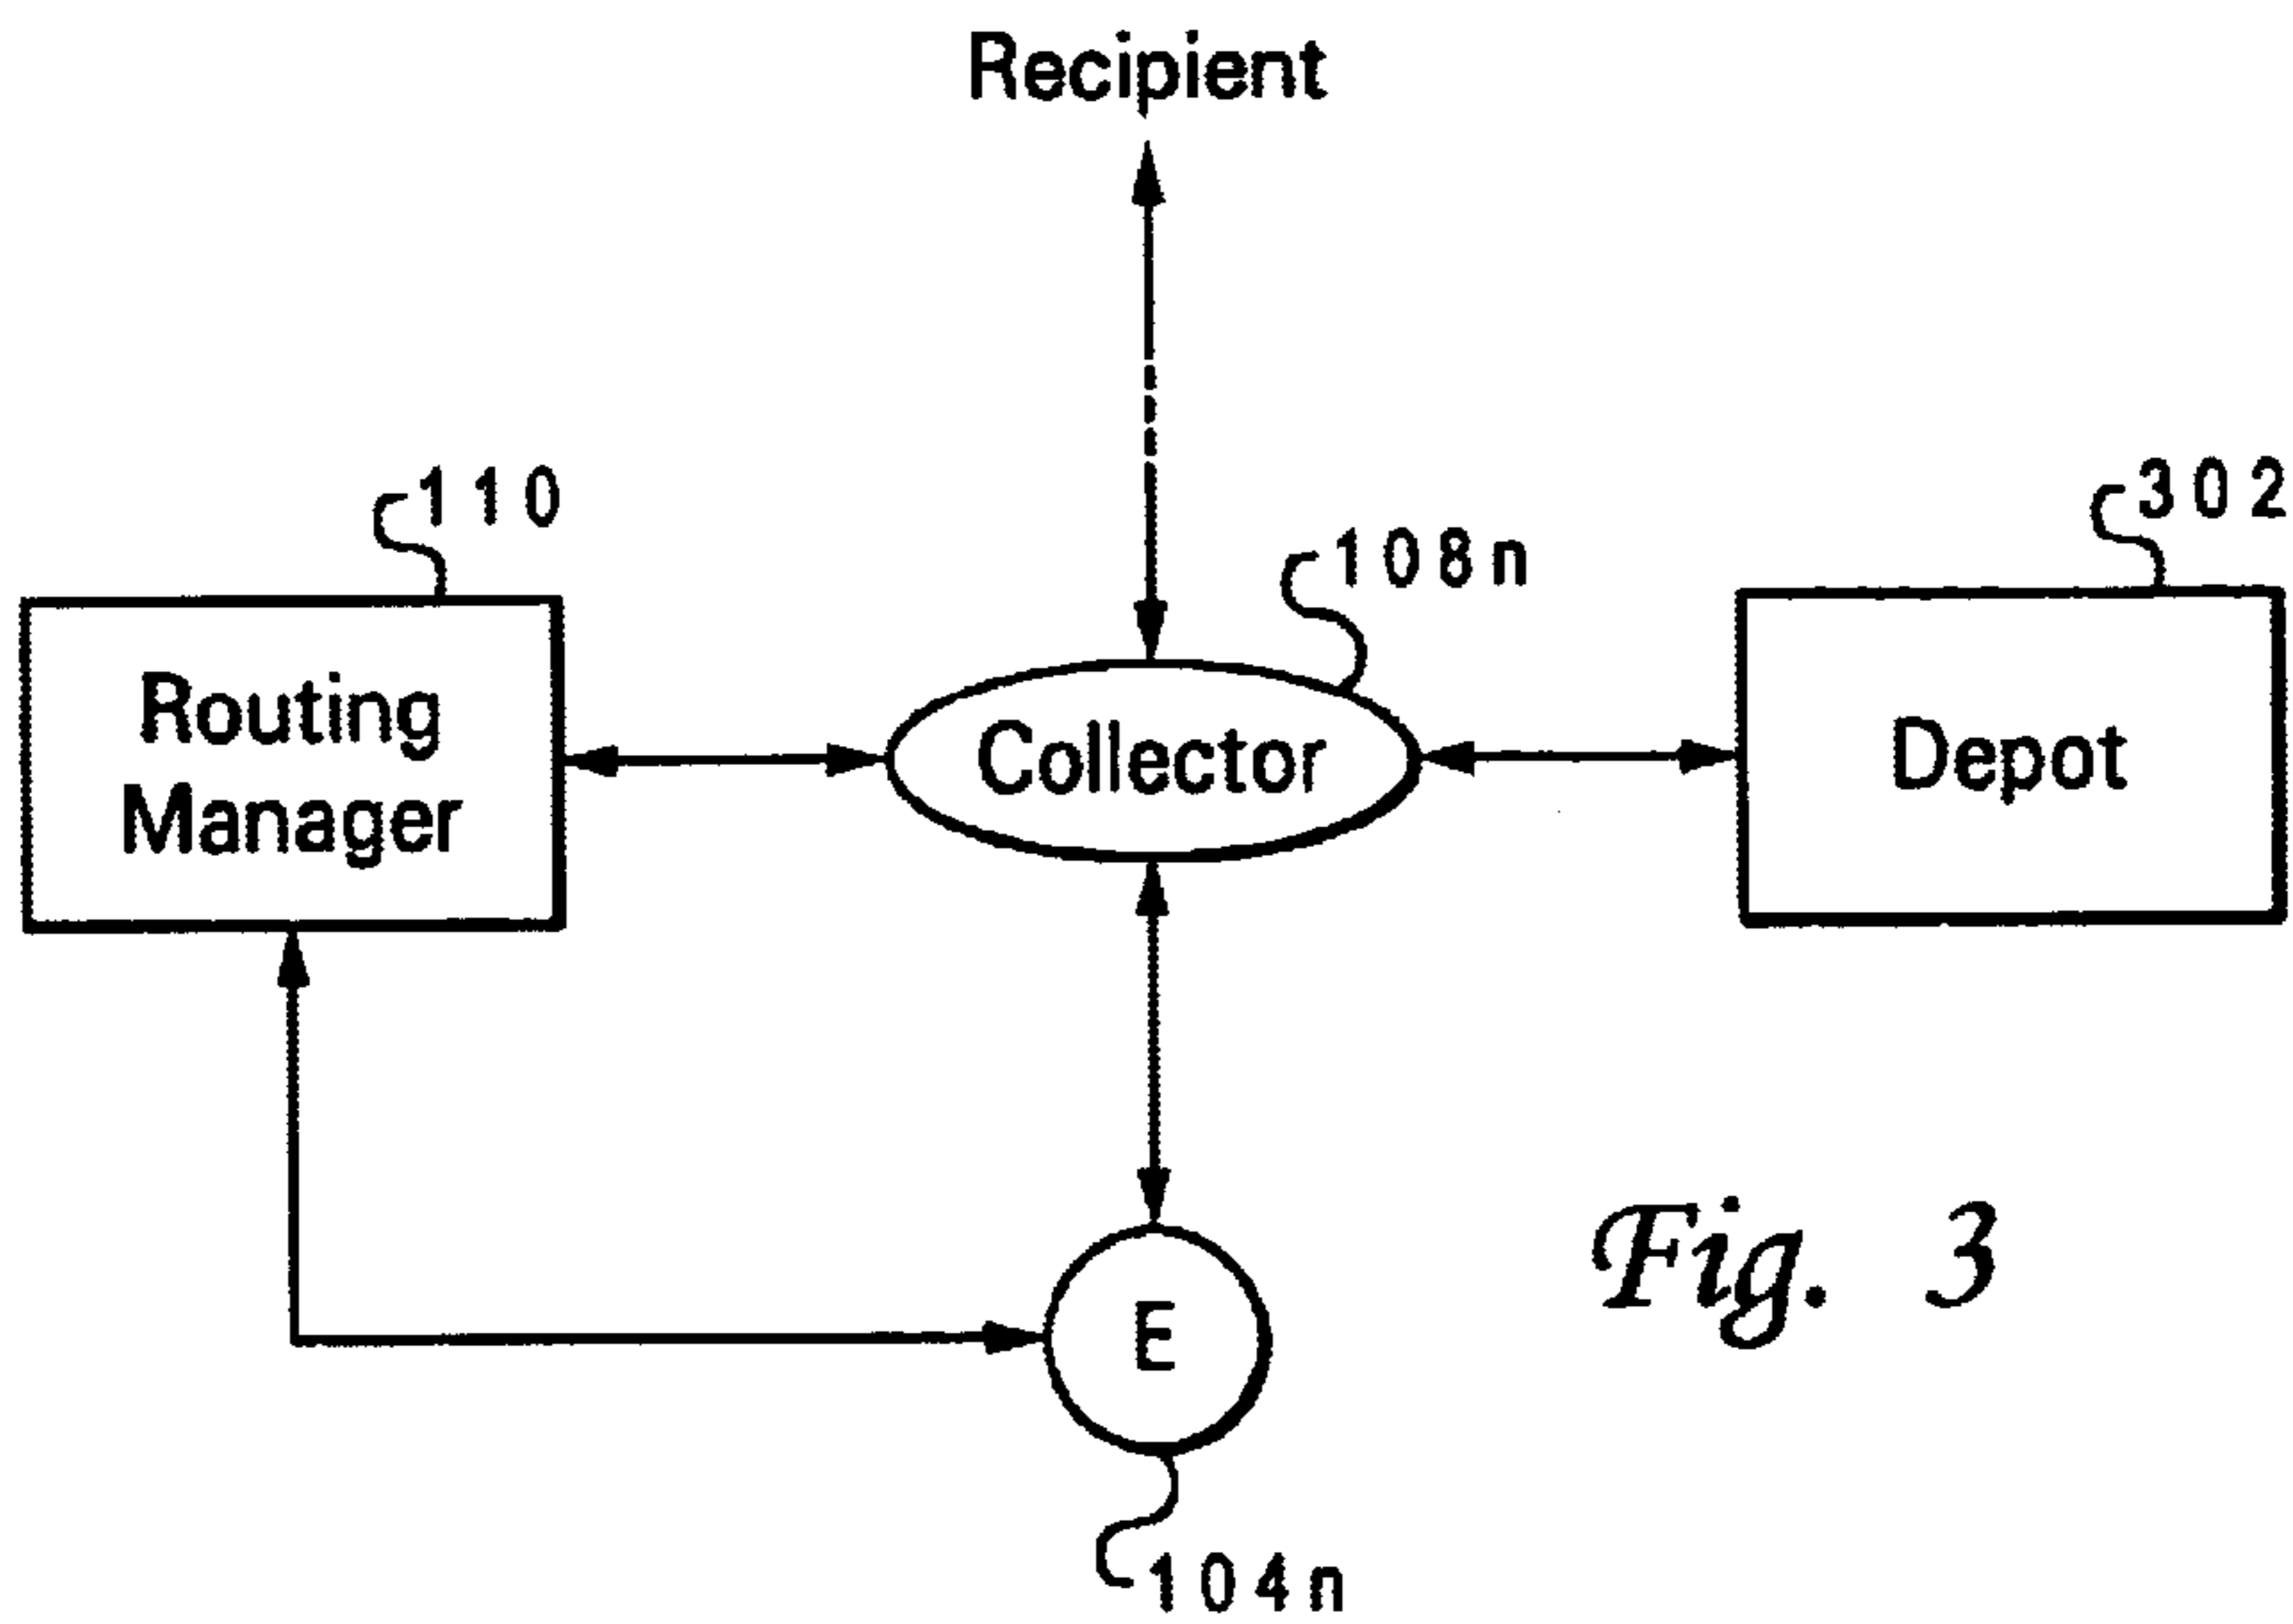 Recipient
110
108n
302
Routing
Manager
Collector
Depot
E
104n
Fig. 3